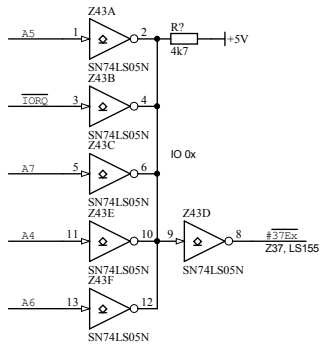 Z43A
A5 1 2 R? +5V
4k7
SN74LS05N
Z43B
IORQ 3 4
SN74LS05N
Z43C
IO 0x
A7 5 6
SN74LS05N
Z43E Z43D
A4 11 10 9 8 #37Ex
Z37, LS155
SN74LS05N SN74LS05N
Z43F
A6 13 12
SN74LS05N